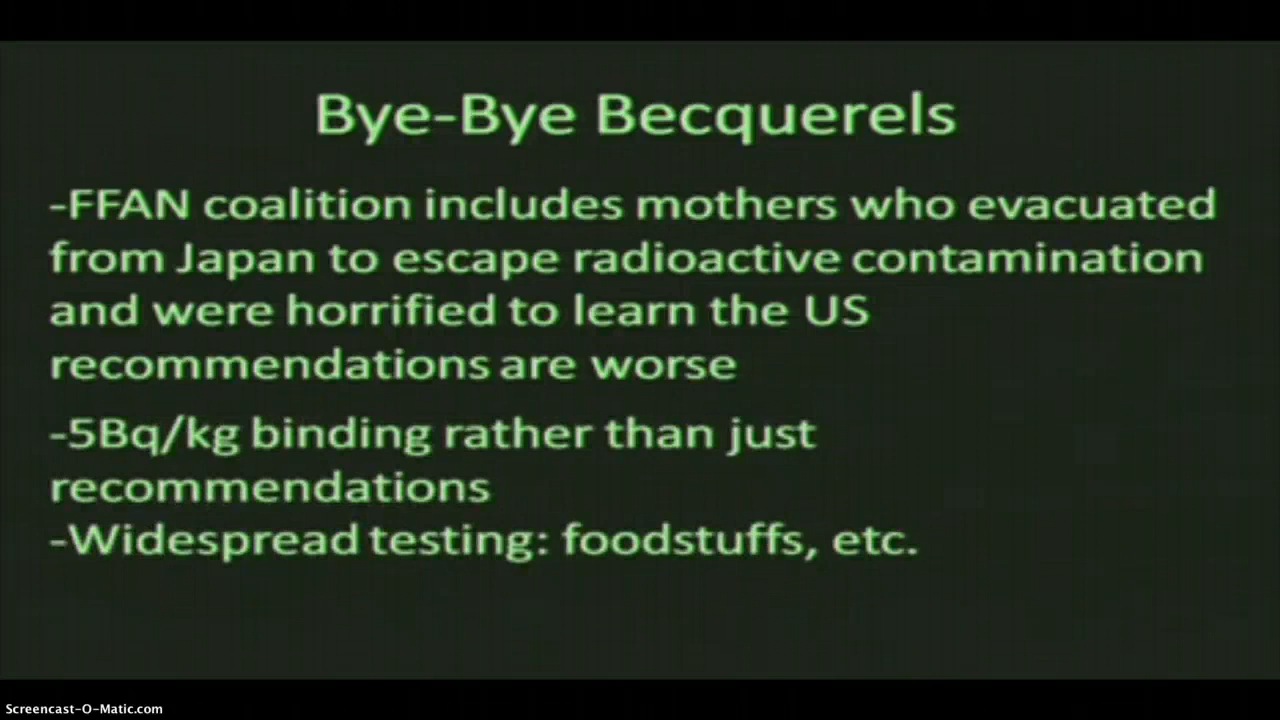 Bye-Bye Becquerels
-FFAN coalition includes mothers who evacuated
from Japan to escape radioactive contamination
and were horrified to learn the US
recommendations are worse
-5Bq/kg binding rather than just
recommendations
-Widespread testing: foodstuffs, etc.
Screencast-O-Matic.com